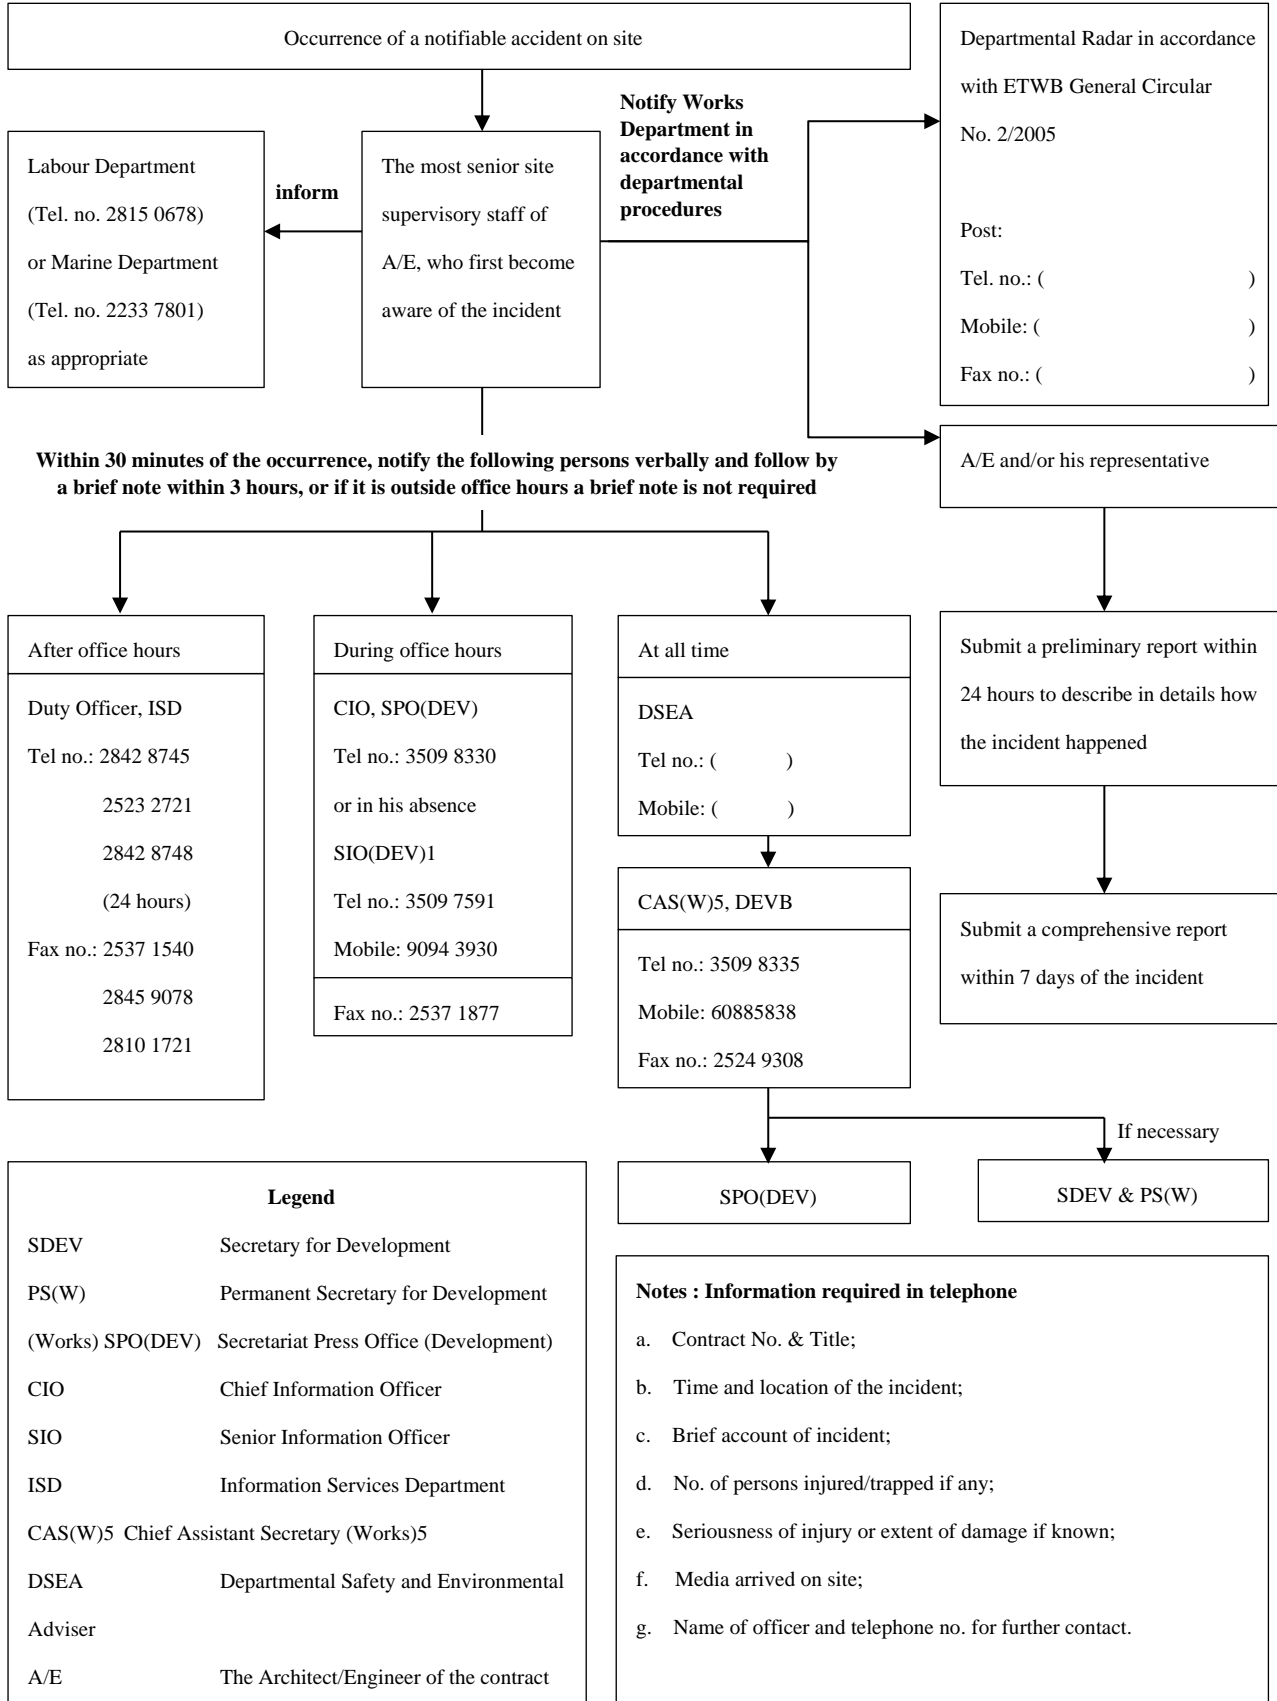 Occurrence of a notifiable accident on site
Departmental Radar in accordance
with ETWB General Circular
No. 2/2005
Post:
Tel. no.: ( )
Mobile: ( )
Fax no.: ( )
Notify Works
Department in
accordance with
departmental
procedures
Labour Department
(Tel. no. 2815 0678)
or Marine Department
(Tel. no. 2233 7801)
as appropriate
inform
The most senior site
supervisory staff of
A/E, who first become
aware of the incident
A/E and/or his representative
Within 30 minutes of the occurrence, notify the following persons verbally and follow by
a brief note within 3 hours, or if it is outside office hours a brief note is not required
After office hours
Duty Officer, ISD
Tel no.: 2842 8745
2523 2721
2842 8748
(24 hours)
Fax no.: 2537 1540
2845 9078
2810 1721
During office hours
CIO, SPO(DEV)
Tel no.: 3509 8330
or in his absence
SIO(DEV)1
Tel no.: 3509 7591
Mobile: 9094 3930
Fax no.: 2537 1877
At all time
DSEA
Tel no.: ( )
Mobile: ( )
CAS(W)5, DEVB
Tel no.: 3509 8335
Mobile: 60885838
Fax no.: 2524 9308
Submit a preliminary report within
24 hours to describe in details how
the incident happened
Submit a comprehensive report
within 7 days of the incident
If necessary
SPO(DEV)
SDEV & PS(W)
Legend
SDEV Secretary for Development
PS(W) Permanent Secretary for Development
(Works) SPO(DEV) Secretariat Press Office (Development)
CIO Chief Information Officer
SIO Senior Information Officer
ISD Information Services Department
CAS(W)5 Chief Assistant Secretary (Works)5
DSEA Departmental Safety and Environmental
Adviser
A/E The Architect/Engineer of the contract
Notes : Information required in telephone
a. Contract No. & Title;
b. Time and location of the incident;
c. Brief account of incident;
d. No. of persons injured/trapped if any;
e. Seriousness of injury or extent of damage if known;
f. Media arrived on site;
g. Name of officer and telephone no. for further contact.